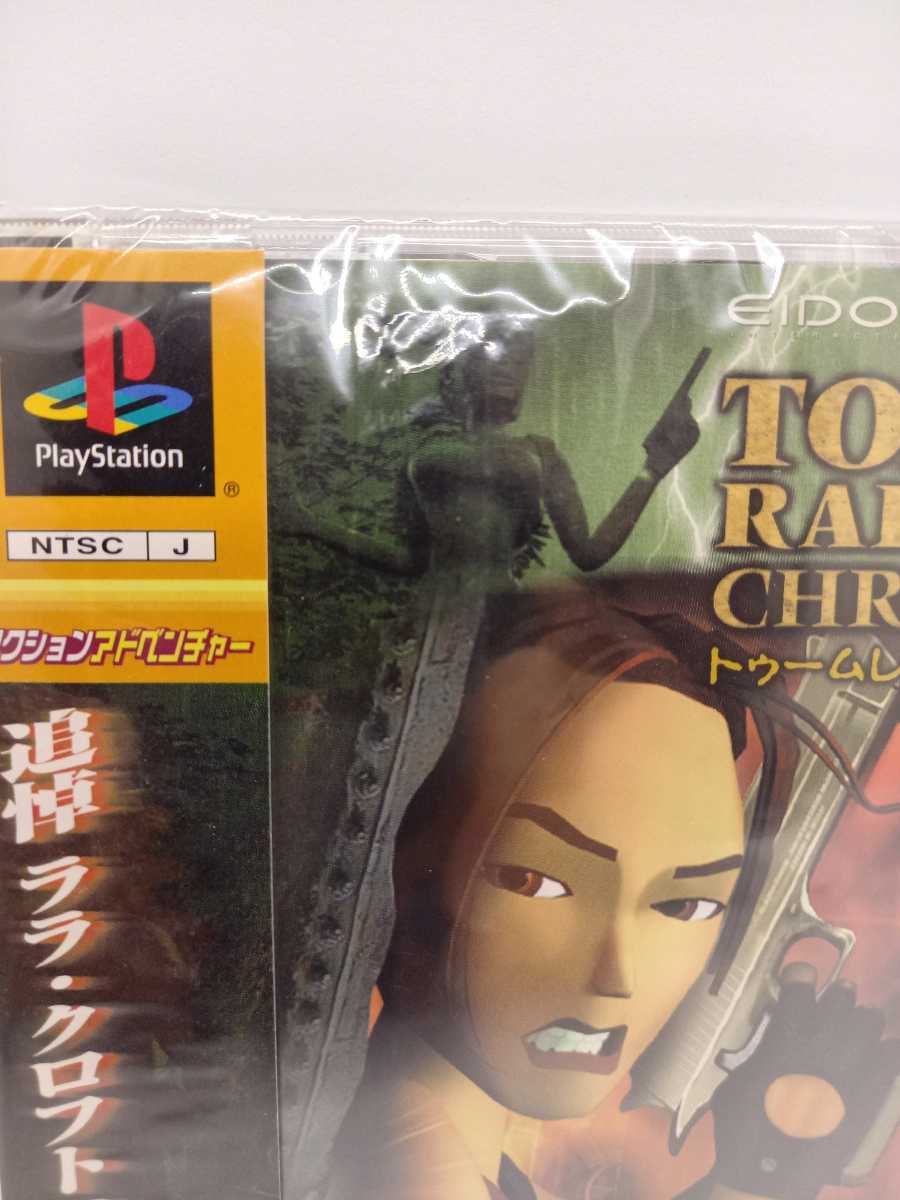 PlayStation
®
NTSC J
クションアドベンチャー
追悼 ララ・クロフト
EIDO
TO
RAI
CHR
トゥームレ